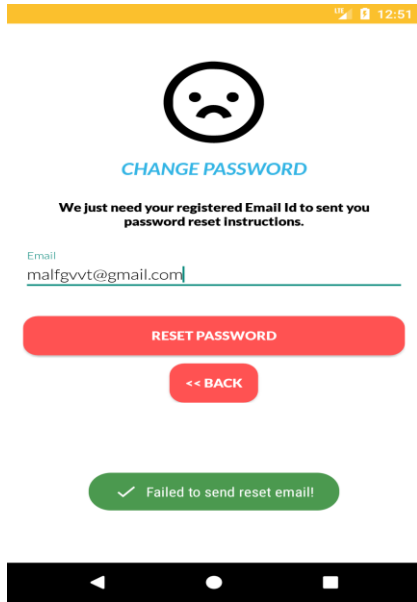 LTE 12:51
CHANGE PASSWORD
We just need your registered Email Id to sent you
password reset instructions.
Email
malfgvvt@gmail.com
RESET PASSWORD
<< BACK
Failed to send reset email!